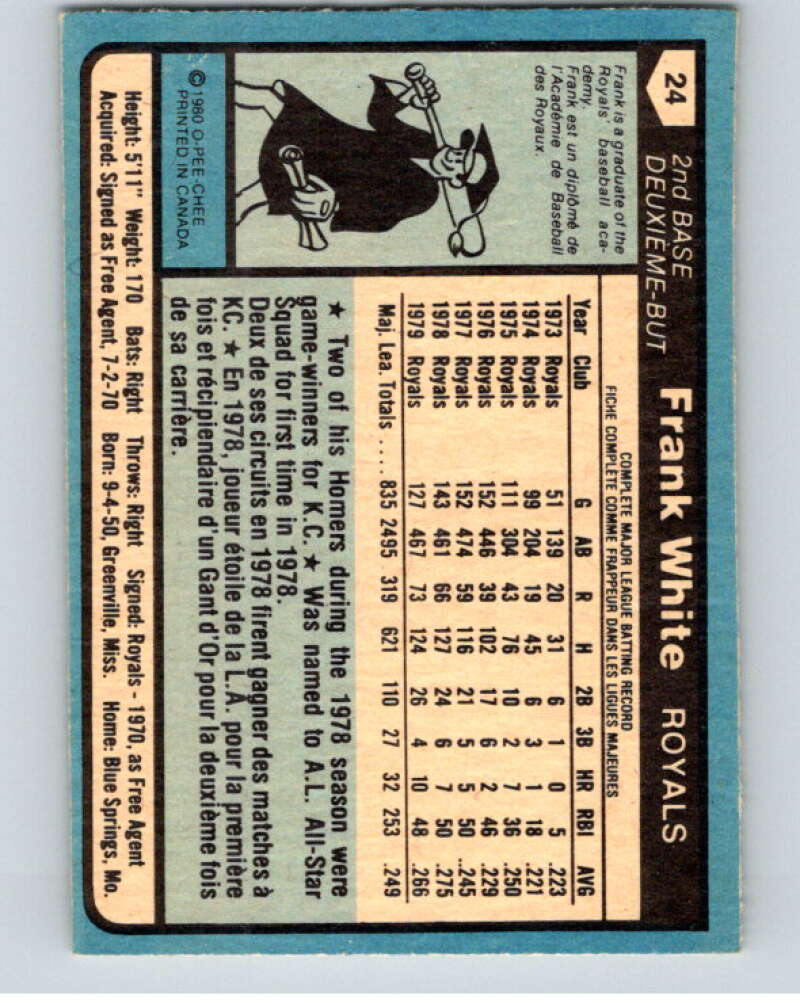 24
2nd BASE
DEUXIÈME-BUT
Frank White ROYALS
Frank is a graduate of the
Royals' baseball aca-
demy.
Frank est un diplômé de
l'Académie de Baseball
des Royaux.
© 1980 O-PEE-CHEE
PRINTED IN CANADA
COMPLETE MAJOR LEAGUE BATTING RECORD
FICHE COMPLÈTE COMME FRAPPEUR DANS LES LIGUES MAJEURES
Year Club G AB R H 2B 3B HR RBI AVG
1973 Royals 51 139 20 31 6 1 0 5 .223
1974 Royals 99 204 19 45 6 3 1 18 .221
1975 Royals 111 304 43 76 10 2 7 36 .250
1976 Royals 152 446 39 102 17 6 2 46 .229
1977 Royals 152 474 59 116 21 5 5 50 .245
1978 Royals 143 461 66 127 24 6 7 50 .275
1979 Royals 127 467 73 124 26 4 10 48 .266
Maj. Lea. Totals .... 835 2495 319 621 110 27 32 253 .249
★ Two of his Homers during the 1978 season were
game-winners for K.C. ★ Was named to A.L. All-Star
Squad for first time in 1978.
Deux de ses circuits en 1978 firent gagner des matches à
KC. ★ En 1978, joueur étoile de la L.A. pour la première
fois et récipiendaire d'un Gant d'Or pour la deuxième fois
de sa carrière.
Height: 5'11" Weight: 170 Bats: Right Throws: Right Signed: Royals - 1970, as Free Agent
Acquired: Signed as Free Agent, 7-2-70 Born: 9-4-50, Greenville, Miss. Home: Blue Springs, Mo.